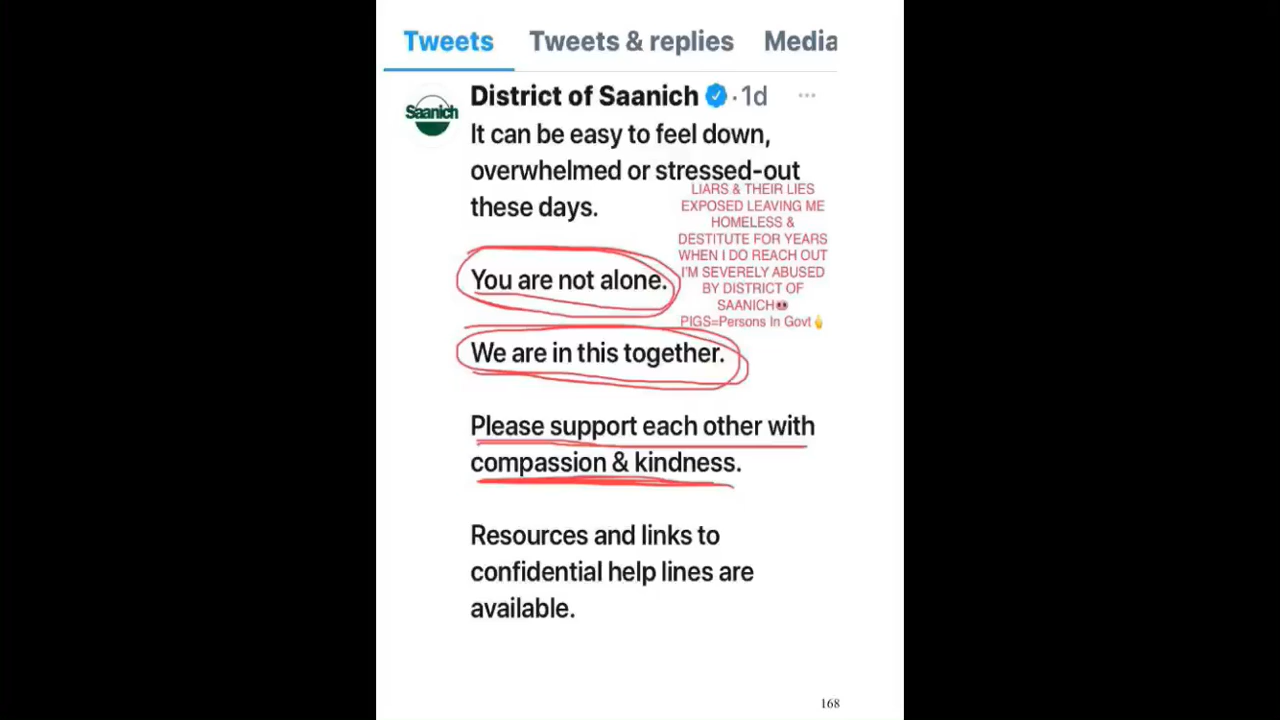 Tweets Tweets & replies Media
District of Saanich · 1d ...
Saanich
It can be easy to feel down,
overwhelmed or stressed-out
these days.
LIARS & THEIR LIES
EXPOSED LEAVING ME
HOMELESS &
DESTITUTE FOR YEARS
WHEN I DO REACH OUT
I'M SEVERELY ABUSED
BY DISTRICT OF
SAANICH🐽
PIGS=Persons In Govt🖕
You are not alone.
We are in this together.
Please support each other with
compassion & kindness.
Resources and links to
confidential help lines are
available.
168